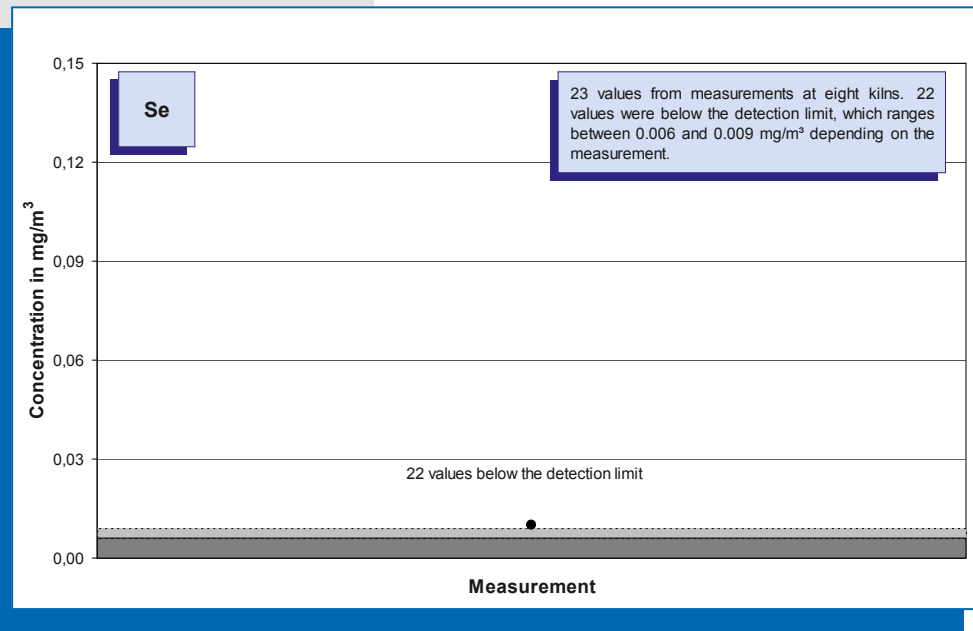 Se
23 values from measurements at eight kilns. 22
values were below the detection limit, which ranges
between 0.006 and 0.009 mg/m³ depending on the
measurement.
Concentration in mg/m³
0,15
0,12
0,09
0,06
0,03
0,00
22 values below the detection limit
Measurement